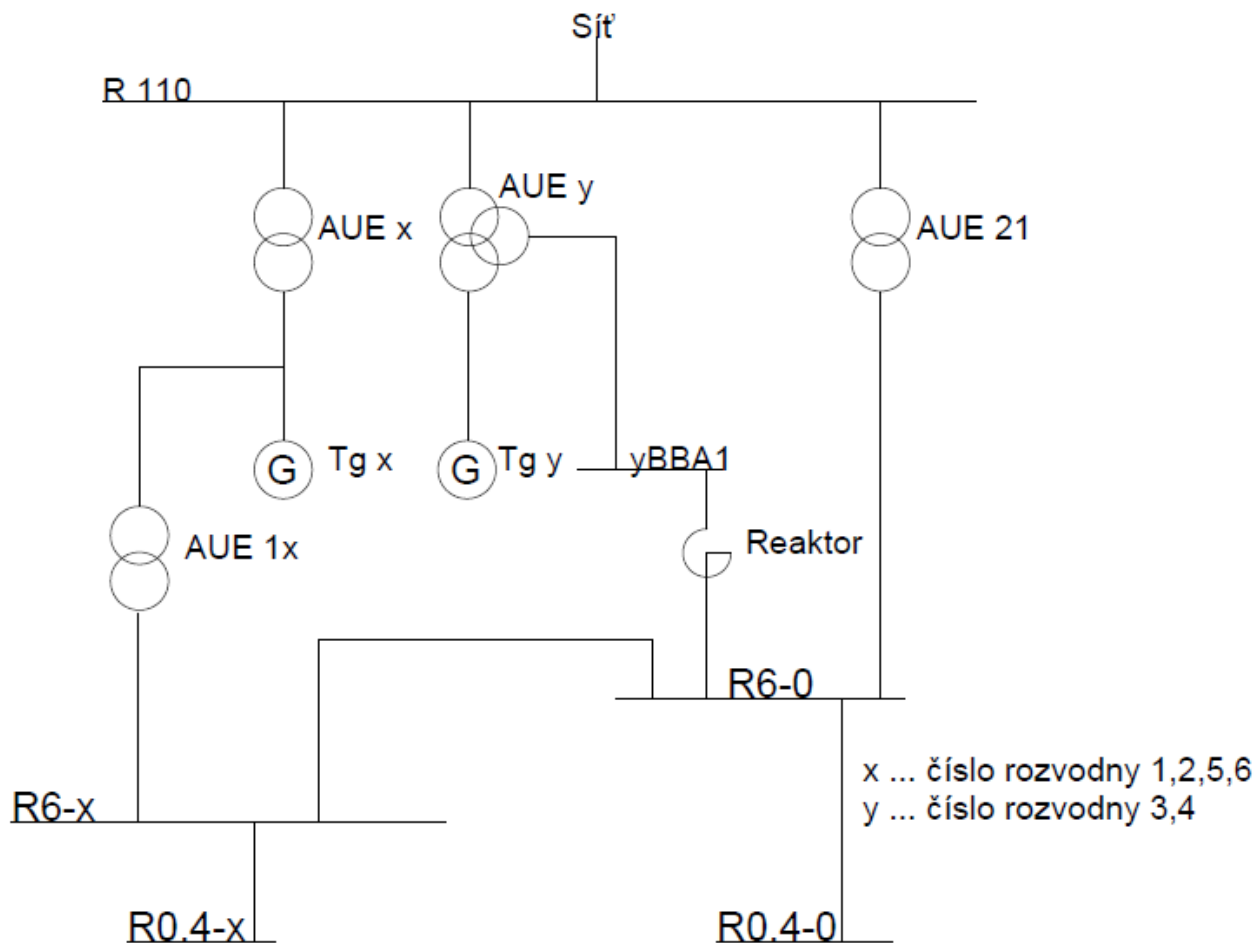 Síť
R 110
AUE x
AUE y
AUE 21
G
Tg x
G
Tg y
yBBA1
AUE 1x
Reaktor
R6-0
x ... číslo rozvodny 1,2,5,6
R6-x
y ... číslo rozvodny 3,4
R0.4-x
R0.4-0